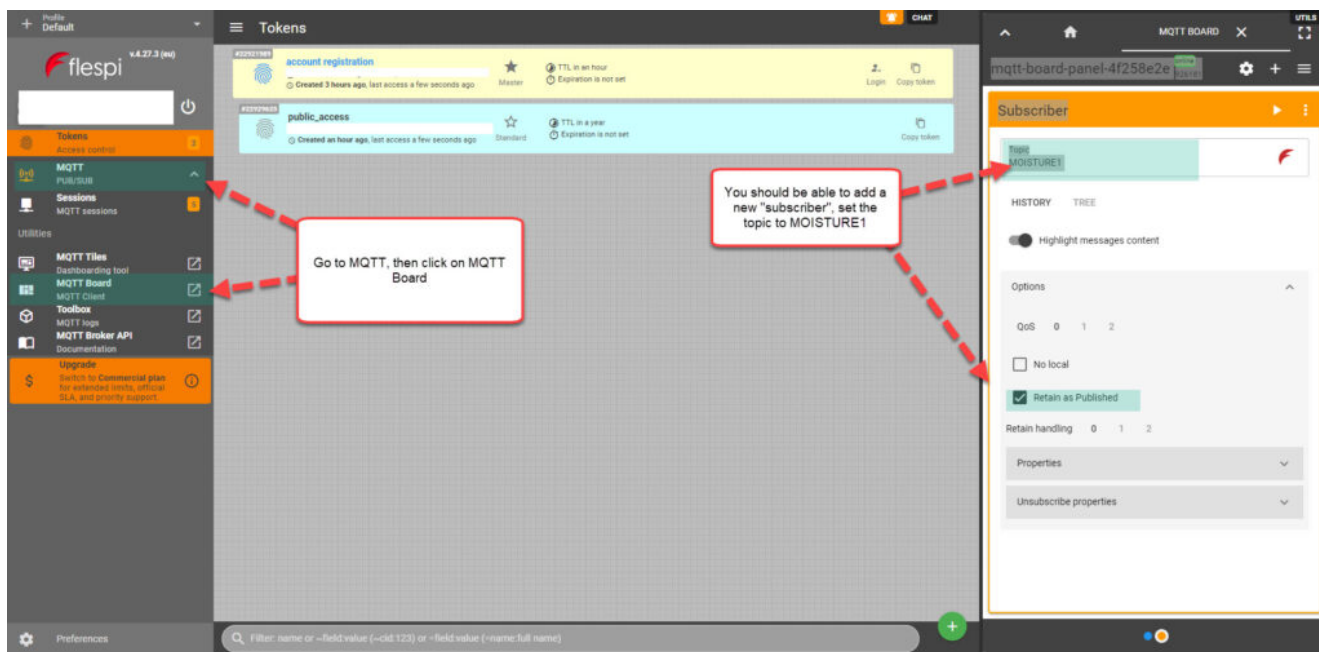 Profile
Default
flespi
v.4.27.3 (eu)
Tokens
Access control
3
MQTT
PUB/SUB
Sessions
MQTT sessions
5
Utilities
MQTT Tiles
Dashboarding tool
MQTT Board
MQTT Client
Toolbox
MQTT logs
MQTT Broker API
Documentation
Upgrade
Switch to Commercial plan
for extended limits, official
SLA, and priority support.
Preferences
Tokens
CHAT
account registration
Created 3 hours ago, last access a few seconds ago
Master
TTL in an hour
Expiration is not set
Login
Copy token
public_access
Created an hour ago, last access a few seconds ago
Standard
TTL in a year
Expiration is not set
Copy token
Go to MQTT, then click on MQTT
Board
You should be able to add a
new "subscriber", set the
topic to MOISTURE1
Filter: name or ~field:value (~cid:123) or =field:value (=name:full name)
UTILS
MQTT BOARD
mqtt-board-panel-4f258e2e
Subscriber
Topic
MOISTURE1
HISTORY TREE
Highlight messages content
Options
QoS 0 1 2
No local
Retain as Published
Retain handling 0 1 2
Properties
Unsubscribe properties